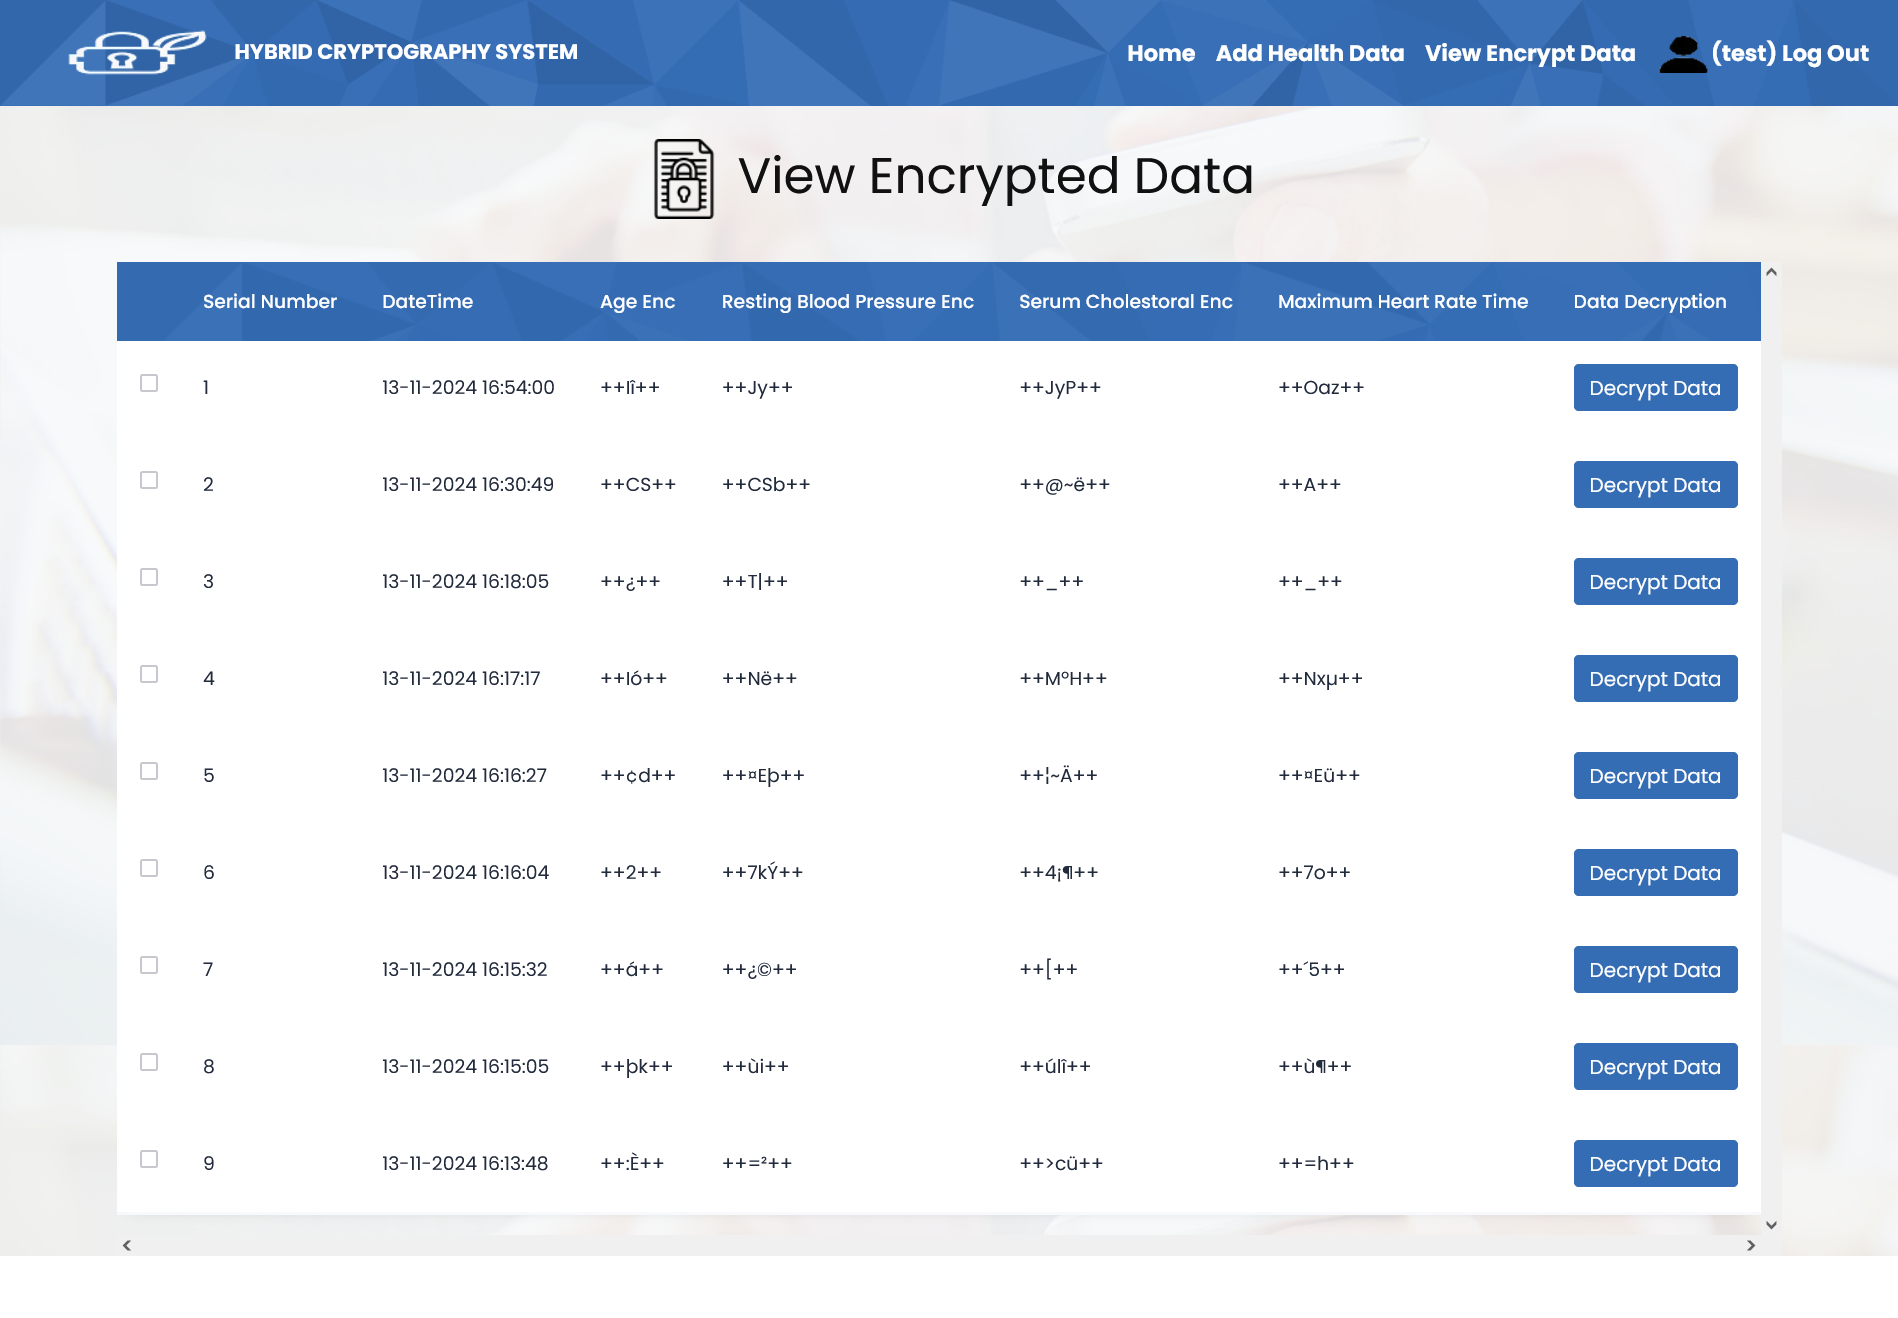 HYBRID CRYPTOGRAPHY SYSTEM Home Add Health Data View Encrypt Data (test) Log Out
View Encrypted Data
Serial Number DateTime Age Enc Resting Blood Pressure Enc Serum Cholestoral Enc Maximum Heart Rate Time Data Decryption
1 13-11-2024 16:54:00 ++Iî++ ++Jy++ ++JyP++ ++Oaz++ Decrypt Data
2 13-11-2024 16:30:49 ++CS++ ++CSb++ ++@~ë++ ++A++ Decrypt Data
3 13-11-2024 16:18:05 ++¿++ ++T|++ ++_++ ++_++ Decrypt Data
4 13-11-2024 16:17:17 ++Ió++ ++Në++ ++MºH++ ++Nxµ++ Decrypt Data
5 13-11-2024 16:16:27 ++¢d++ ++¤Eþ++ ++¦~Ä++ ++¤Eü++ Decrypt Data
6 13-11-2024 16:16:04 ++2++ ++7kÝ++ ++4¡¶++ ++7o++ Decrypt Data
7 13-11-2024 16:15:32 ++á++ ++¿©++ ++[++ ++´5++ Decrypt Data
8 13-11-2024 16:15:05 ++þk++ ++ùi++ ++úlî++ ++ù¶++ Decrypt Data
9 13-11-2024 16:13:48 ++:È++ ++=²++ ++>cü++ ++=h++ Decrypt Data